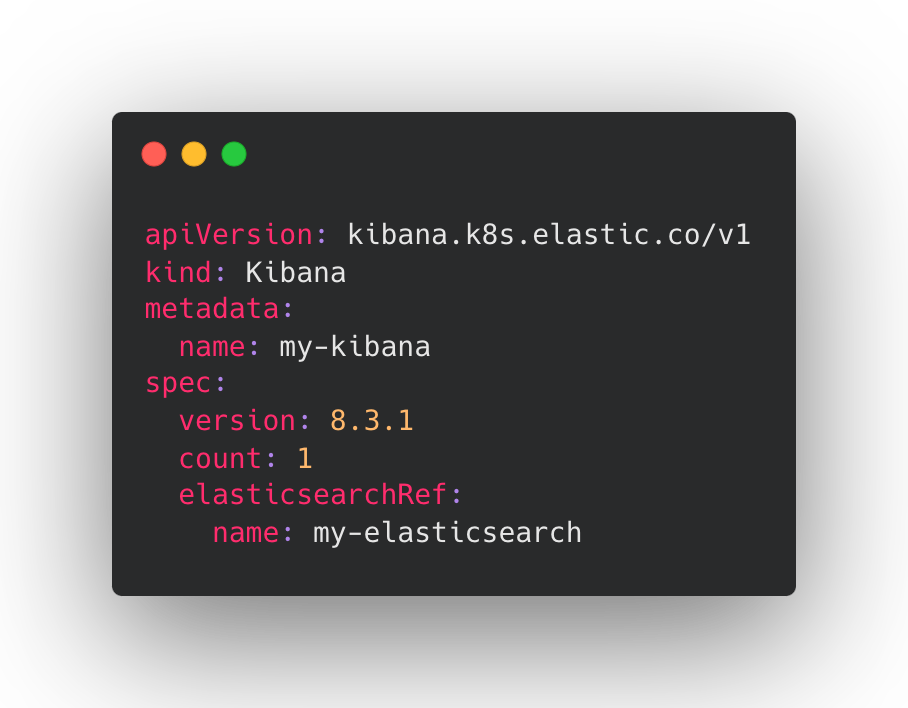 apiVersion: kibana.k8s.elastic.co/v1
kind: Kibana
metadata:
  name: my-kibana
spec:
  version: 8.3.1
  count: 1
  elasticsearchRef:
    name: my-elasticsearch